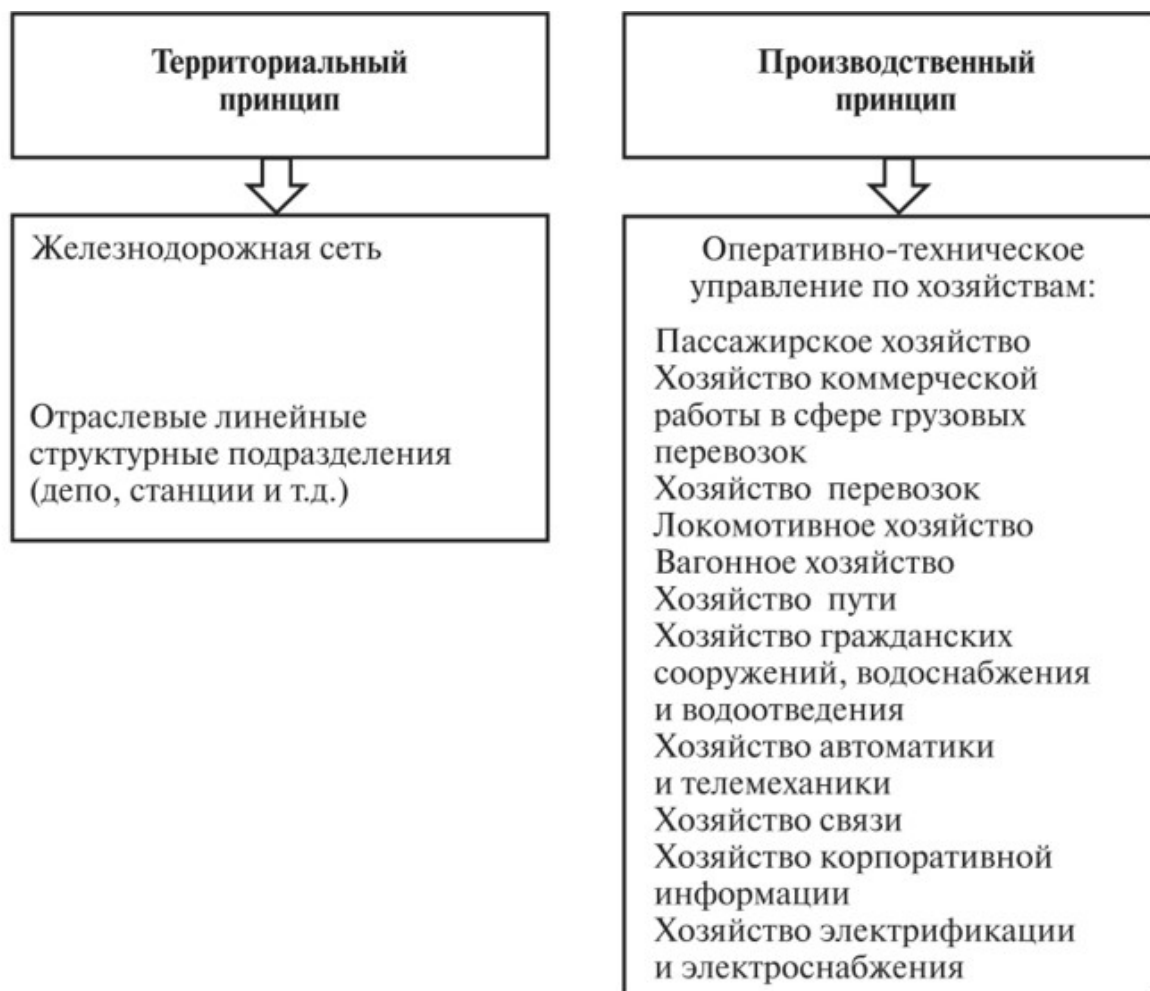 Территориальный
принцип
Железнодорожная сеть
Отраслевые линейные
структурные подразделения
(депо, станции и т.д.)
Производственный
принцип
Оперативно-техническое
управление по хозяйствам:
Пассажирское хозяйство
Хозяйство коммерческой
работы в сфере грузовых
перевозок
Хозяйство перевозок
Локомотивное хозяйство
Вагонное хозяйство
Хозяйство пути
Хозяйство гражданских
сооружений, водоснабжения
и водоотведения
Хозяйство автоматики
и телемеханики
Хозяйство связи
Хозяйство корпоративной
информации
Хозяйство электрификации
и электроснабжения